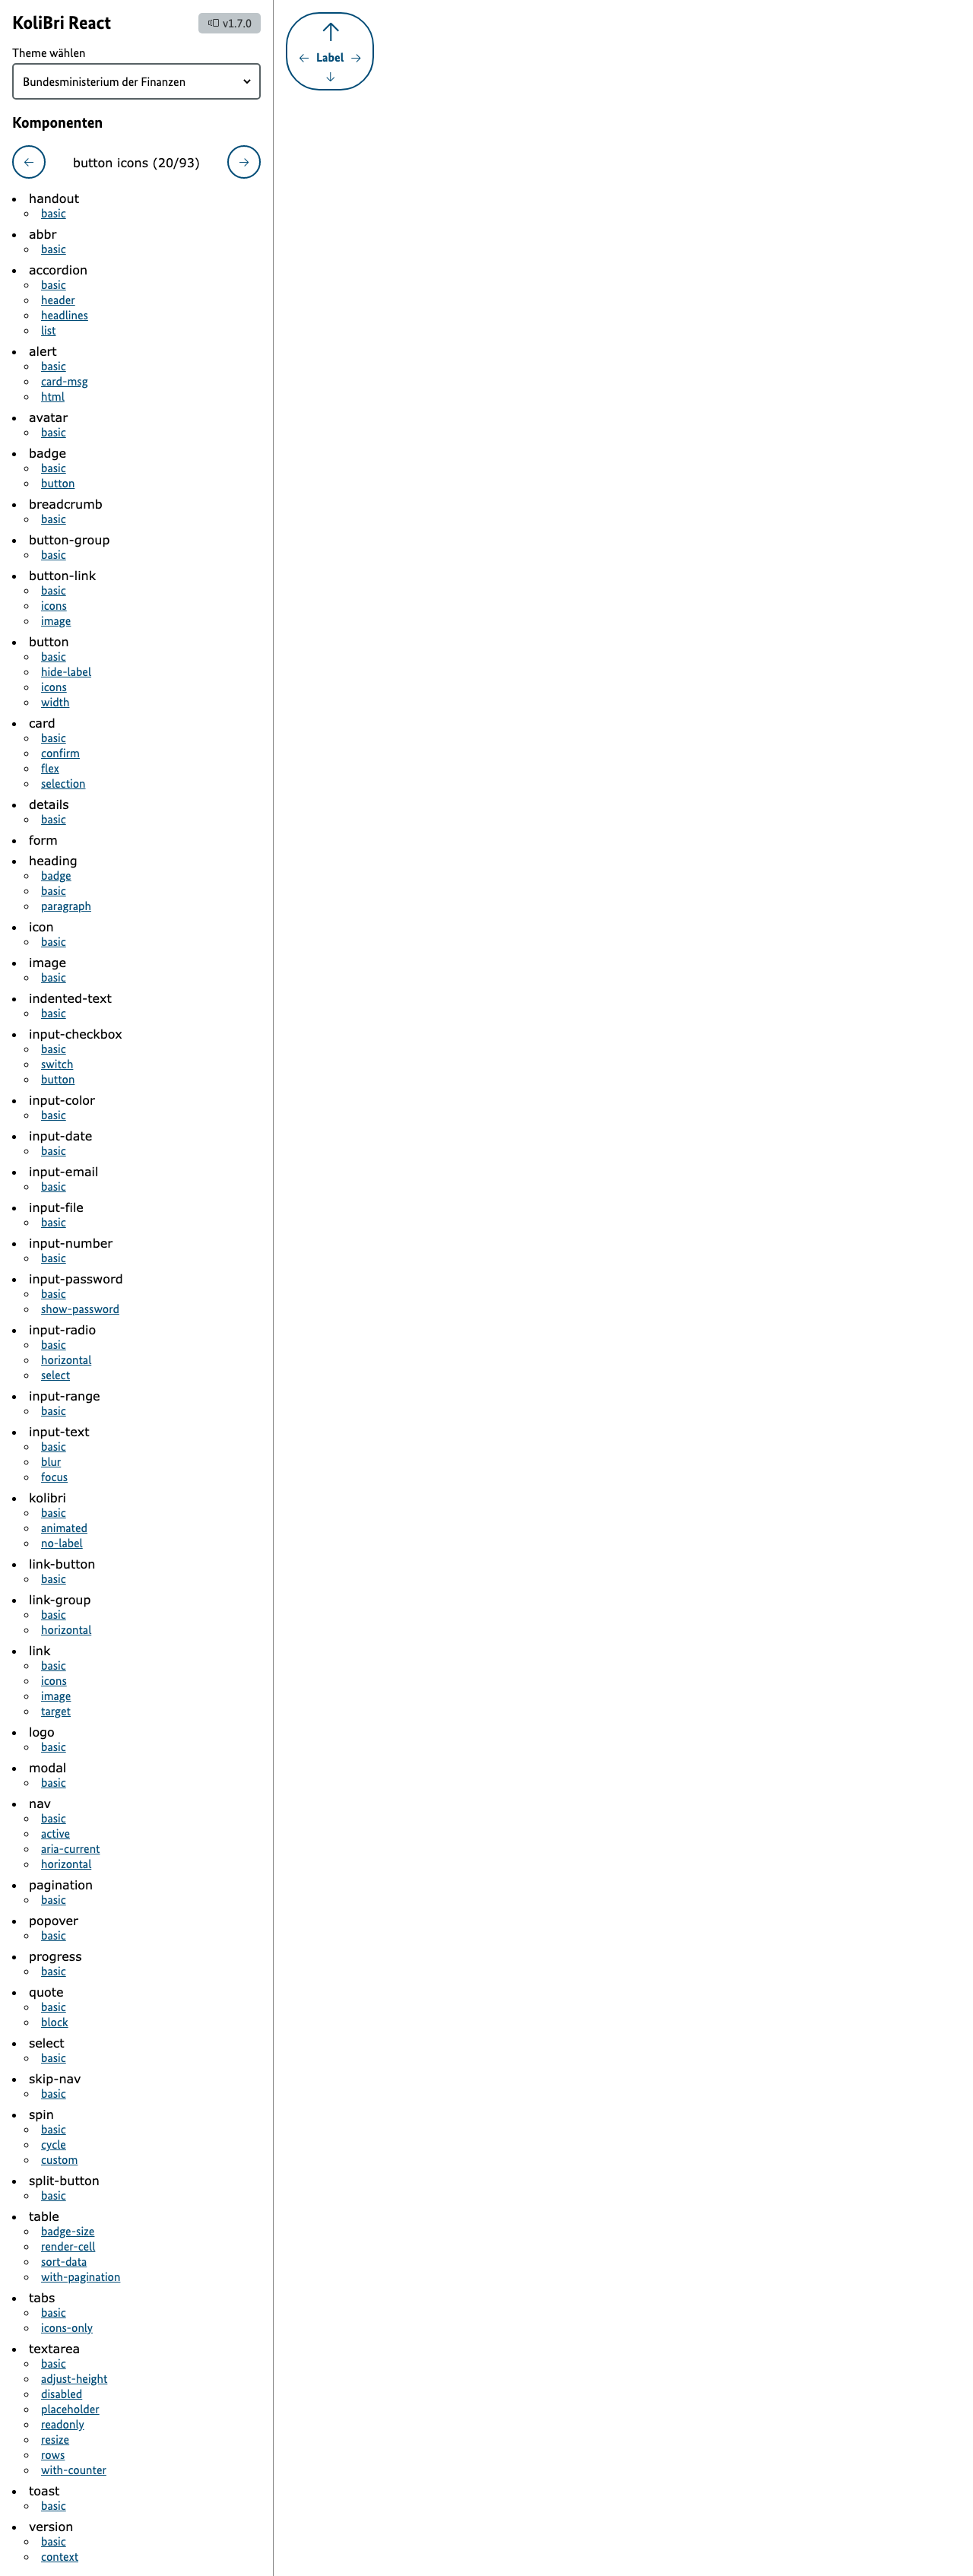 KoliBri React
v1.7.0
Theme wählen
Bundesministerium der Finanzen
Komponenten
button icons (20/93)
handout
basic
abbr
basic
accordion
basic
header
headlines
list
alert
basic
card-msg
html
avatar
basic
badge
basic
button
breadcrumb
basic
button-group
basic
button-link
basic
icons
image
button
basic
hide-label
icons
width
card
basic
confirm
flex
selection
details
basic
form
heading
badge
basic
paragraph
icon
basic
image
basic
indented-text
basic
input-checkbox
basic
switch
button
input-color
basic
input-date
basic
input-email
basic
input-file
basic
input-number
basic
input-password
basic
show-password
input-radio
basic
horizontal
select
input-range
basic
input-text
basic
blur
focus
kolibri
basic
animated
no-label
link-button
basic
link-group
basic
horizontal
link
basic
icons
image
target
logo
basic
modal
basic
nav
basic
active
aria-current
horizontal
pagination
basic
popover
basic
progress
basic
quote
basic
block
select
basic
skip-nav
basic
spin
basic
cycle
custom
split-button
basic
table
badge-size
render-cell
sort-data
with-pagination
tabs
basic
icons-only
textarea
basic
adjust-height
disabled
placeholder
readonly
resize
rows
with-counter
toast
basic
version
basic
context
Label